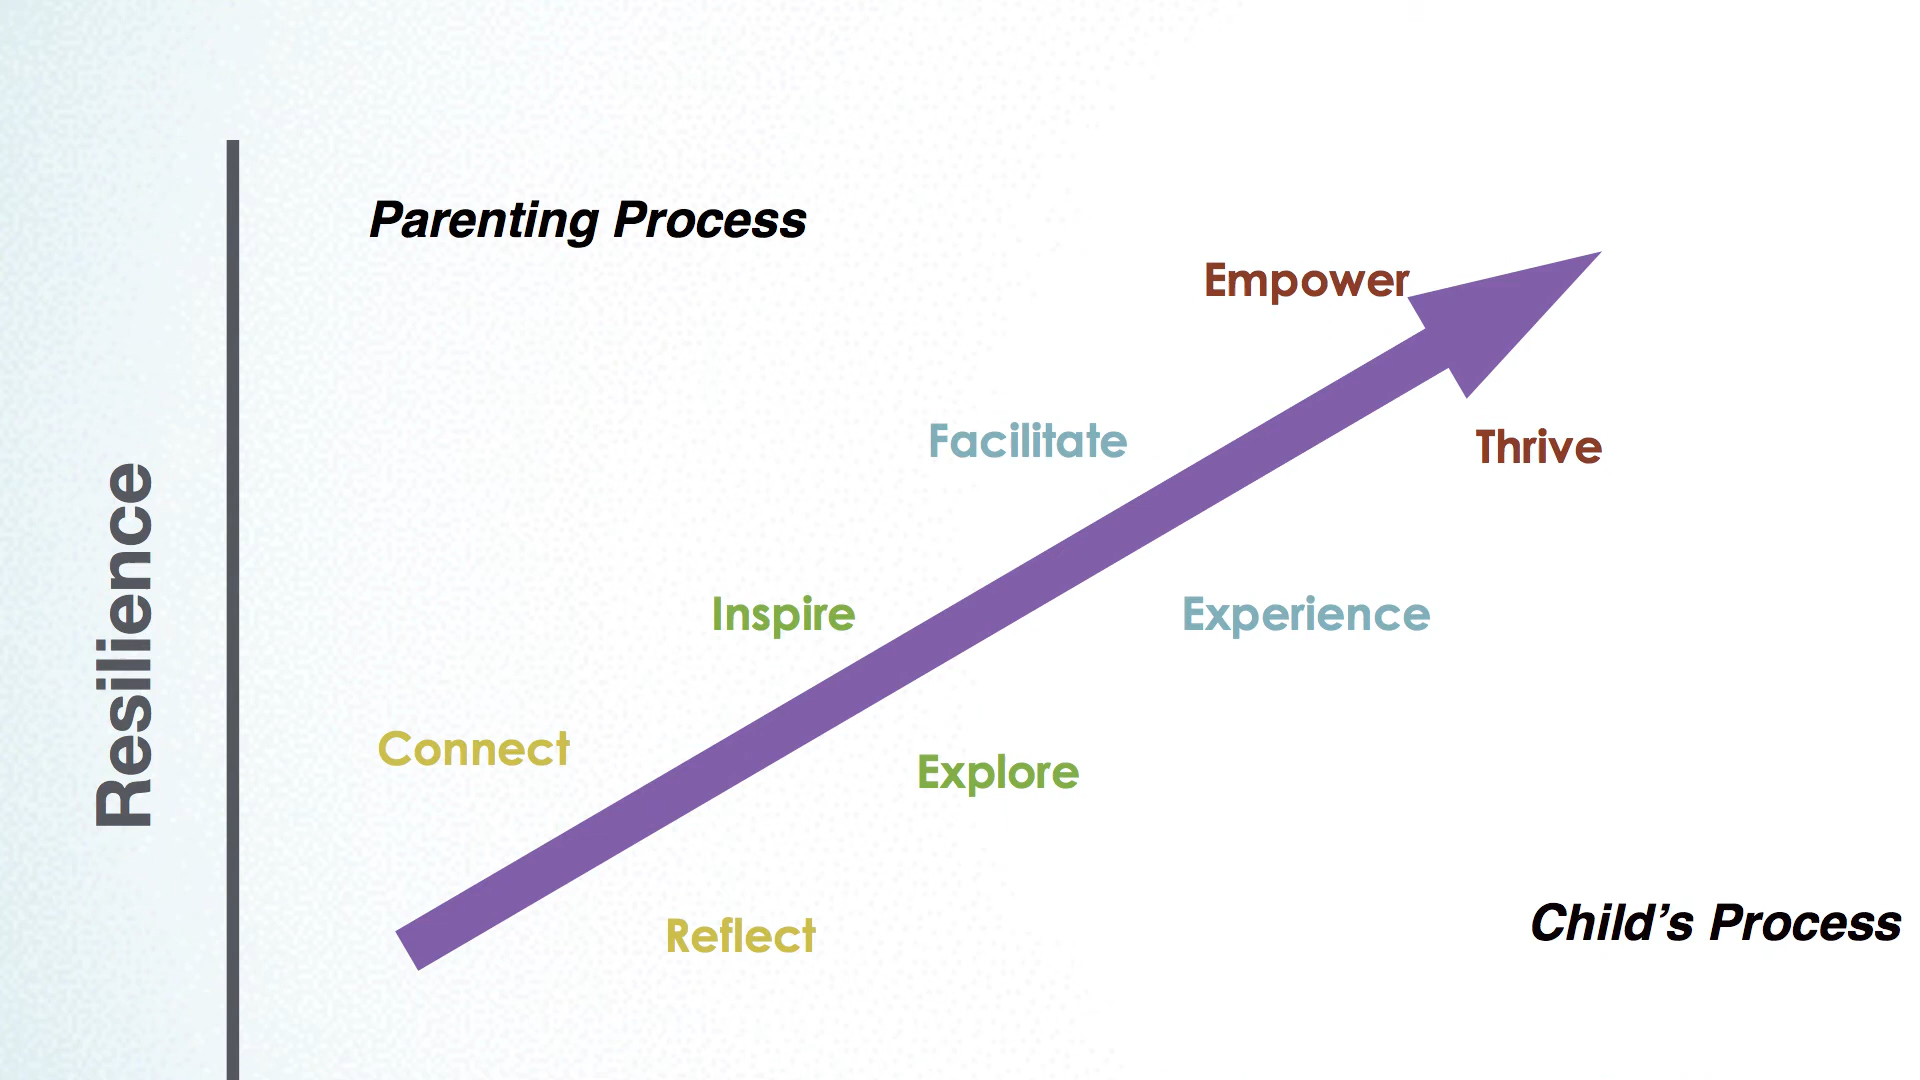 Parenting Process
Empower
Facilitate
Thrive
Resilience
Inspire
Experience
Connect
Explore
Reflect
Child’s Process